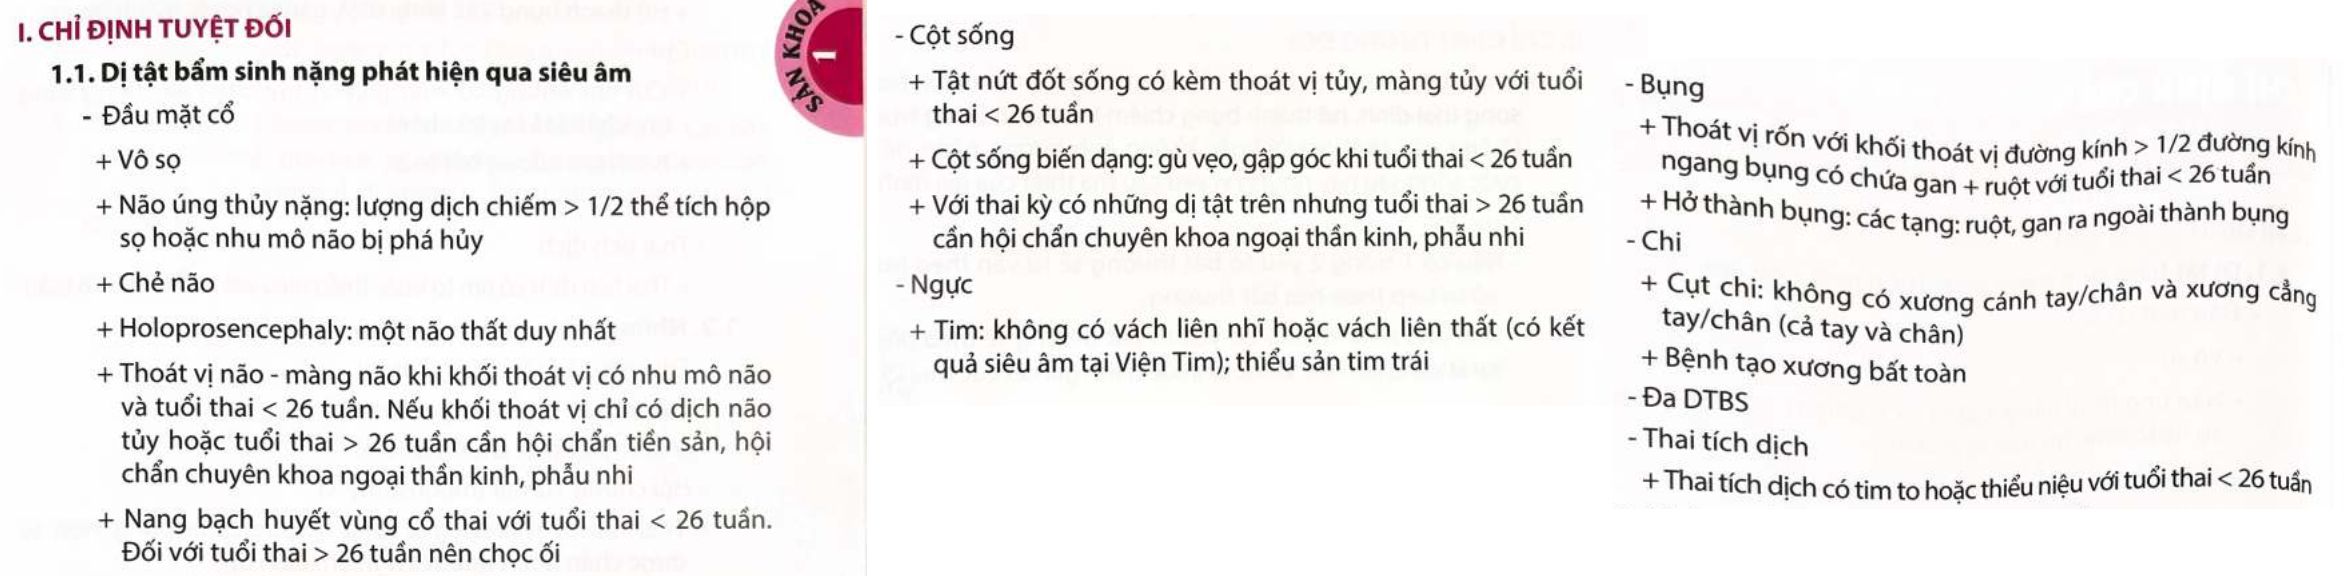 I. CHỈ ĐỊNH TUYỆT ĐỐI
1.1. Dị tật bẩm sinh nặng phát hiện qua siêu âm
- Đầu mặt cổ
+ Vô sọ
+ Não úng thủy nặng: lượng dịch chiếm > 1/2 thể tích hộp
sọ hoặc nhu mô não bị phá hủy
+ Chẻ não
+ Holoprosencephaly: một não thất duy nhất
+ Thoát vị não - màng não khi khối thoát vị có nhu mô não
và tuổi thai < 26 tuần. Nếu khối thoát vị chỉ có dịch não
tủy hoặc tuổi thai > 26 tuần cần hội chẩn tiền sản, hội
chẩn chuyên khoa ngoại thần kinh, phẫu nhi
+ Nang bạch huyết vùng cổ thai với tuổi thai < 26 tuần.
Đối với tuổi thai > 26 tuần nên chọc ối
SẢN KHOA
1
- Cột sống
+ Tật nứt đốt sống có kèm thoát vị tủy, màng tủy với tuổi
thai < 26 tuần
+ Cột sống biến dạng: gù vẹo, gập góc khi tuổi thai < 26 tuần
+ Với thai kỳ có những dị tật trên nhưng tuổi thai > 26 tuần
cần hội chẩn chuyên khoa ngoại thần kinh, phẫu nhi
- Ngực
+ Tim: không có vách liên nhĩ hoặc vách liên thất (có kết
quả siêu âm tại Viện Tim); thiểu sản tim trái
- Bụng
+ Thoát vị rốn với khối thoát vị đường kính > 1/2 đường kính
ngang bụng có chứa gan + ruột với tuổi thai < 26 tuần
+ Hở thành bụng: các tạng: ruột, gan ra ngoài thành bụng
- Chi
+ Cụt chi: không có xương cánh tay/chân và xương cẳng
tay/chân (cả tay và chân)
+ Bệnh tạo xương bất toàn
- Đa DTBS
- Thai tích dịch
+ Thai tích dịch có tim to hoặc thiểu niệu với tuổi thai < 26 tuần